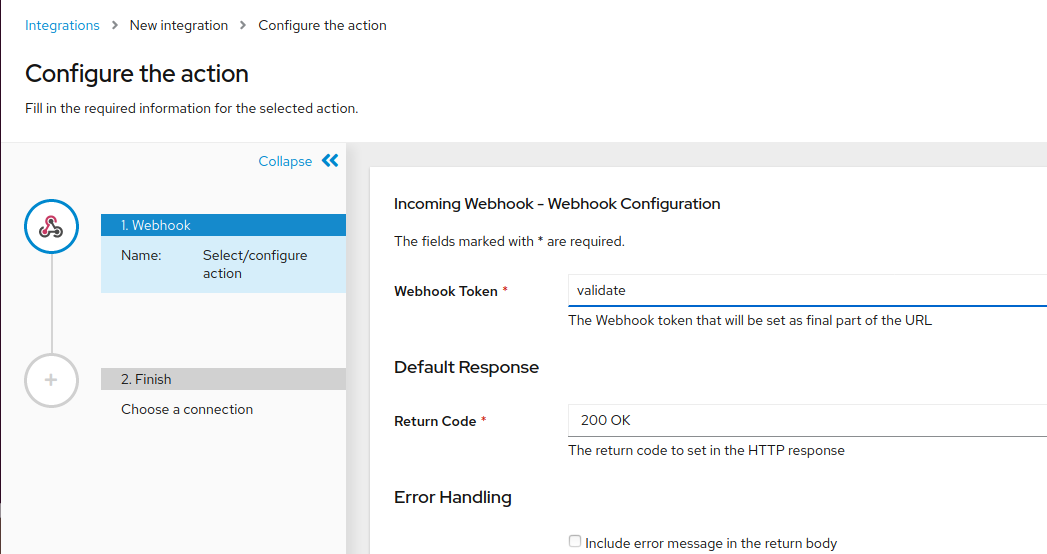 Integrations > New integration > Configure the action
Configure the action
Fill in the required information for the selected action.
Collapse
1. Webhook
Name: Select/configure
action
2. Finish
Choose a connection
Incoming Webhook - Webhook Configuration
The fields marked with * are required.
Webhook Token * validate
The Webhook token that will be set as final part of the URL
Default Response
Return Code * 200 OK
The return code to set in the HTTP response
Error Handling
Include error message in the return body